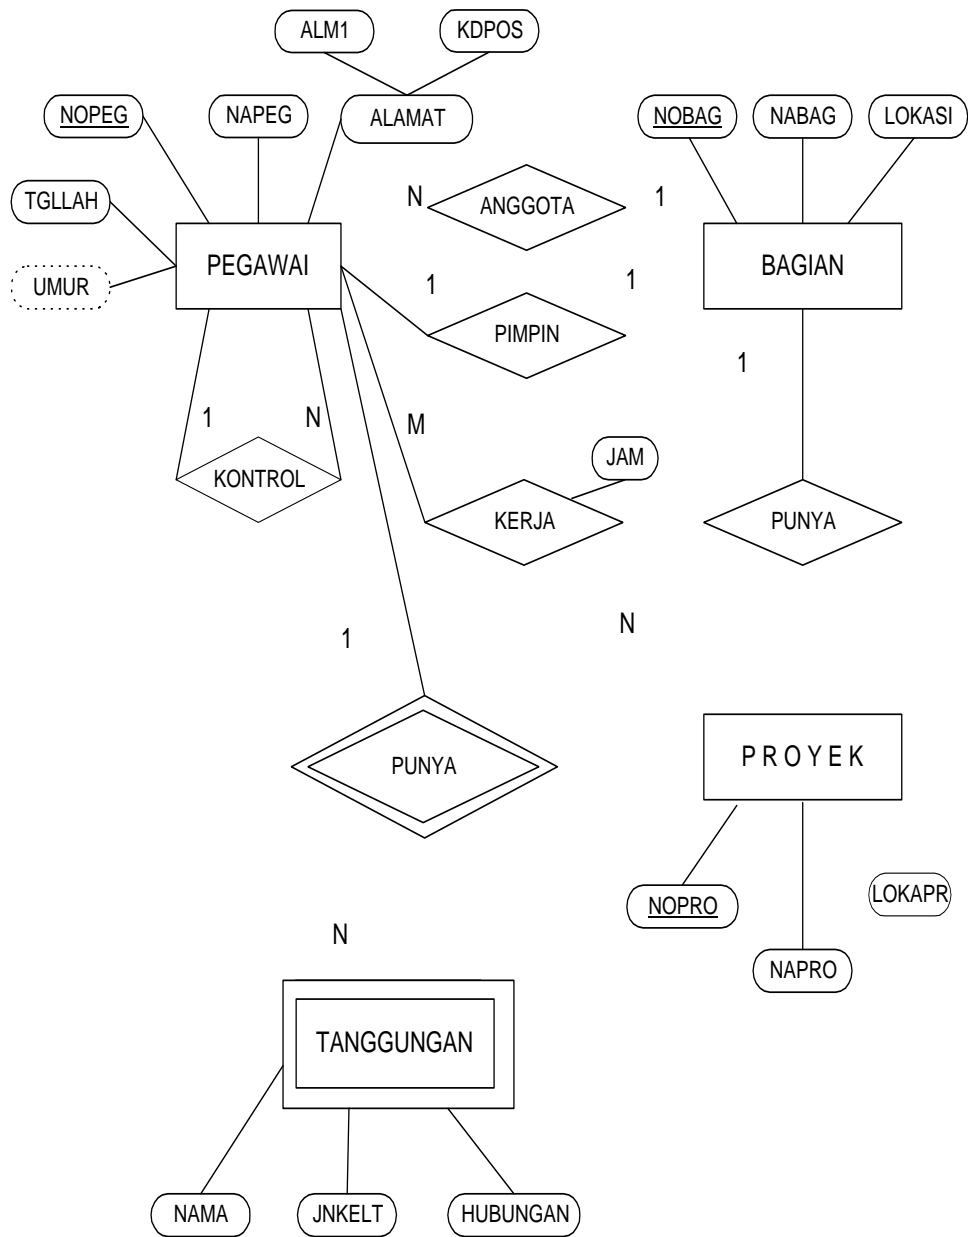 ALM1 KDPOS
NOPEG NAPEG ALAMAT NOBAG NABAG LOKASI
TGLLAH N ANGGOTA 1
UMUR PEGAWAI BAGIAN
1 1
PIMPIN
1
1 N M
KONTROL JAM
KERJA PUNYA
1 N
PUNYA PROYEK
NOPRO LOKAPR
N
NAPRO
TANGGUNGAN
NAMA JNKELT HUBUNGAN